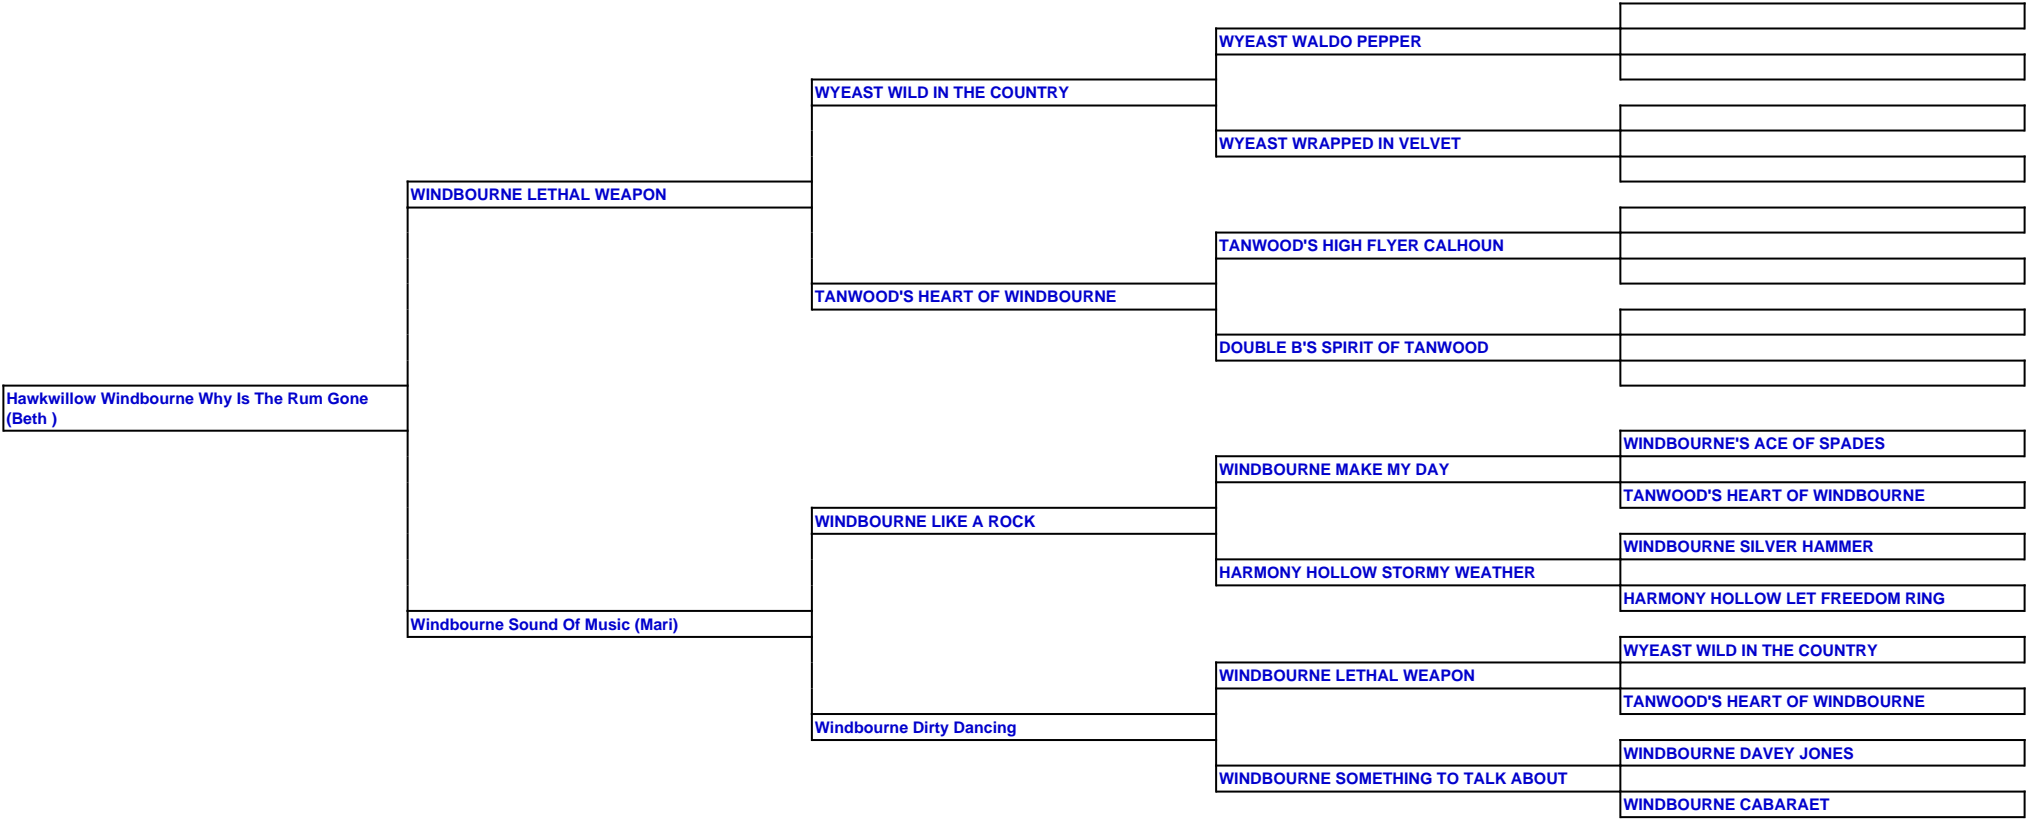 WYEAST WALDO PEPPER
WYEAST WILD IN THE COUNTRY
WYEAST WRAPPED IN VELVET
WINDBOURNE LETHAL WEAPON
TANWOOD'S HIGH FLYER CALHOUN
TANWOOD'S HEART OF WINDBOURNE
DOUBLE B'S SPIRIT OF TANWOOD
Hawkwillow Windbourne Why Is The Rum Gone
(Beth )
WINDBOURNE'S ACE OF SPADES
WINDBOURNE MAKE MY DAY
TANWOOD'S HEART OF WINDBOURNE
WINDBOURNE LIKE A ROCK
WINDBOURNE SILVER HAMMER
HARMONY HOLLOW STORMY WEATHER
HARMONY HOLLOW LET FREEDOM RING
Windbourne Sound Of Music (Mari)
WYEAST WILD IN THE COUNTRY
WINDBOURNE LETHAL WEAPON
TANWOOD'S HEART OF WINDBOURNE
Windbourne Dirty Dancing
WINDBOURNE DAVEY JONES
WINDBOURNE SOMETHING TO TALK ABOUT
WINDBOURNE CABARAET